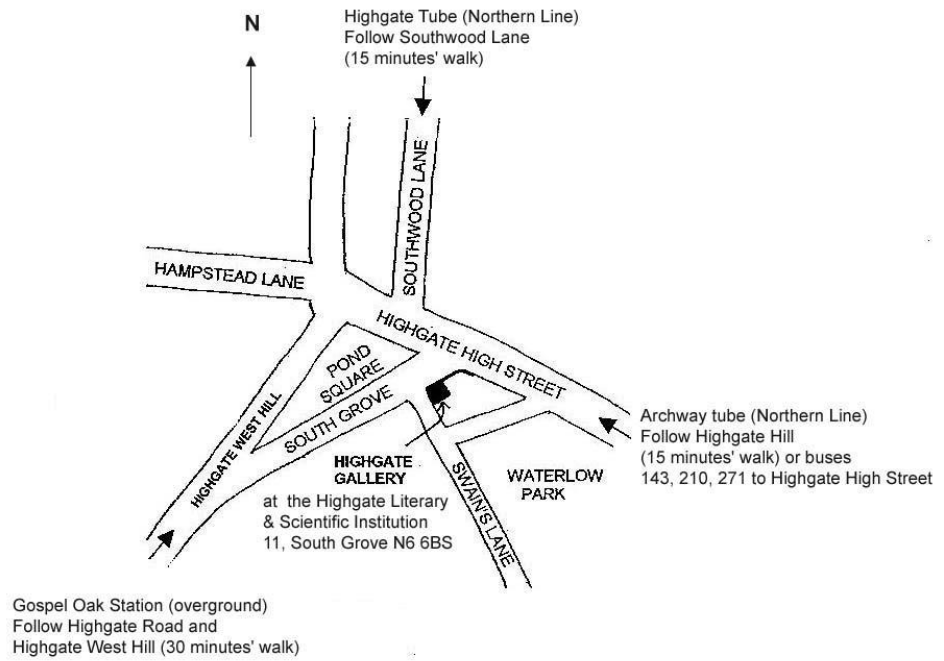 Highgate Tube (Northern Line)
Follow Southwood Lane
(15 minutes' walk)
N
SOUTHWOOD LANE
HAMPSTEAD LANE
HIGHGATE HIGH STREET
POND
SQUARE
SOUTH GROVE
HIGHGATE WEST HILL
Archway tube (Northern Line)
Follow Highgate Hill
(15 minutes' walk) or buses
143, 210, 271 to Highgate High Street
HIGHGATE
GALLERY
at the Highgate Literary
& Scientific Institution
11, South Grove N6 6BS
SWAIN'S LANE
WATERLOW
PARK
Gospel Oak Station (overground)
Follow Highgate Road and
Highgate West Hill (30 minutes' walk)